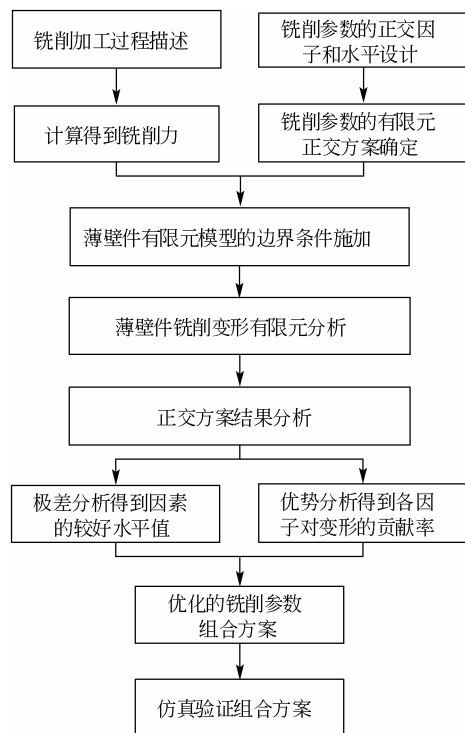 铣削加工过程描述
铣削参数的正交因
子和水平设计
计算得到铣削力
铣削参数的有限元
正交方案确定
薄壁件有限元模型的边界条件施加
薄壁件铣削变形有限元分析
正交方案结果分析
极差分析得到因素
的较好水平值
优势分析得到各因
子对变形的贡献率
优化的铣削参数
组合方案
仿真验证组合方案